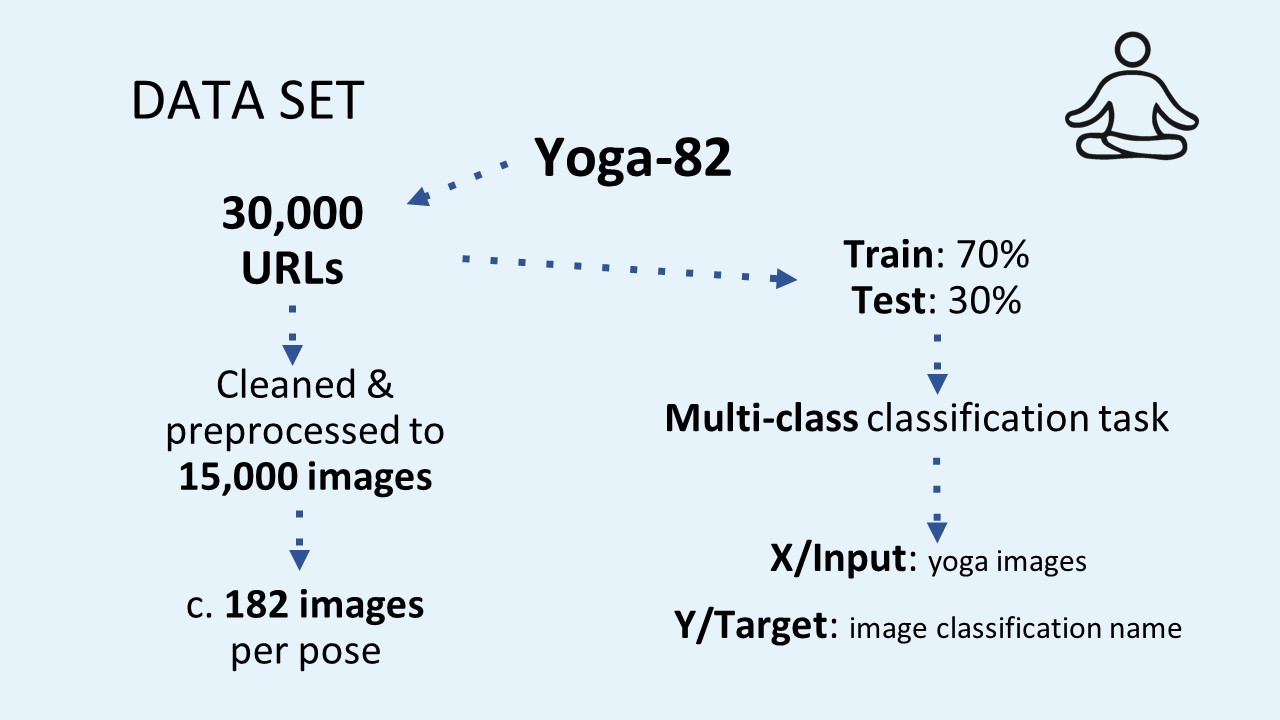 DATA SET
Yoga-82
30,000
URLs
Cleaned &
preprocessed to
15,000 images
c. 182 images
per pose
Train: 70%
Test: 30%
Multi-class classification task
X/Input: yoga images
Y/Target: image classification name